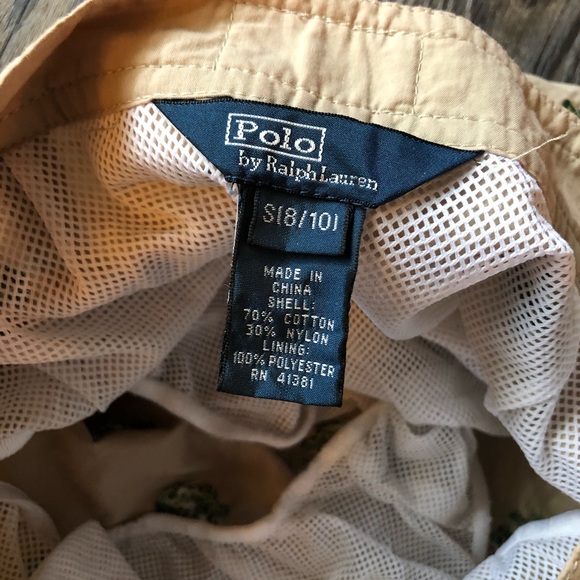 Polo
by Ralph Lauren
S(8/10)
MADE IN
CHINA
SHELL:
70% COTTON
30% NYLON
LINING:
100% POLYESTER
RN 41381